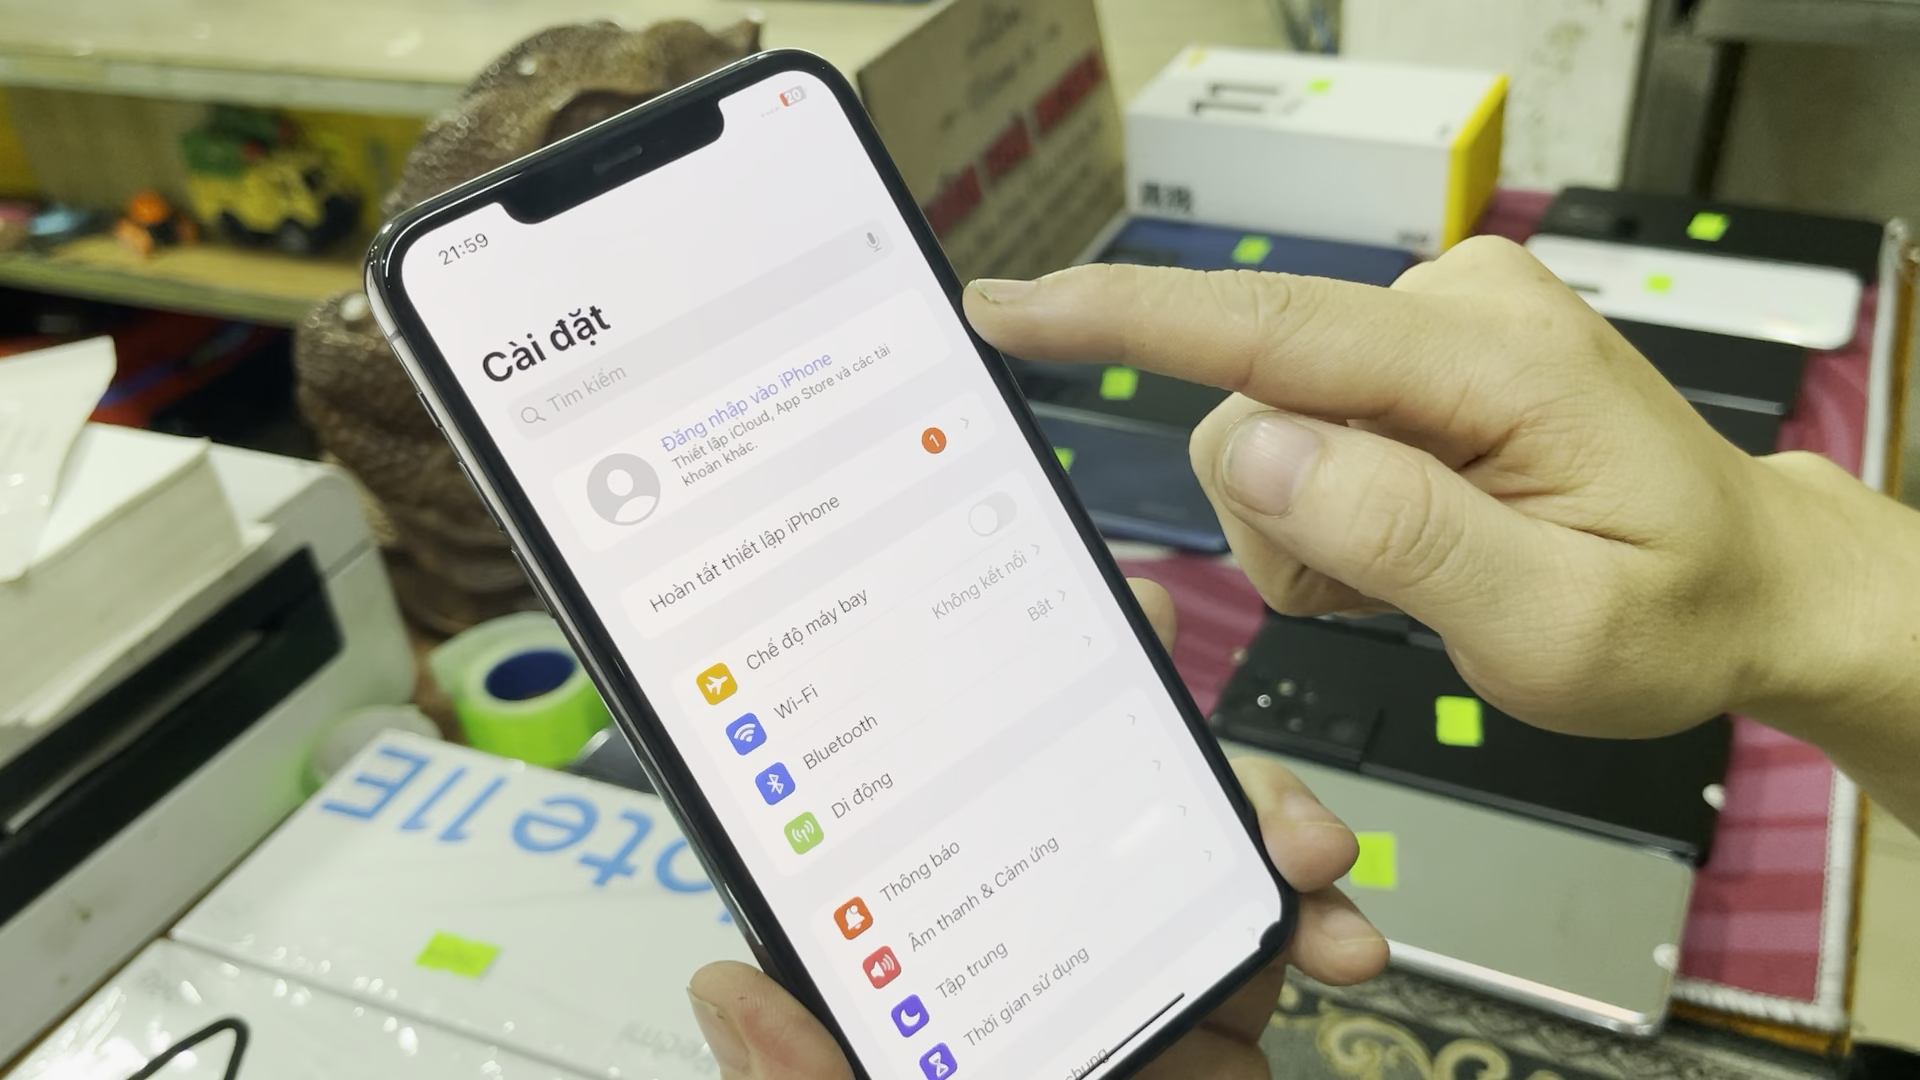 20
21:59
Cài đặt
Tìm kiếm
Đăng nhập vào iPhone
Thiết lập iCloud, App Store và các tài
khoản khác.
Hoàn tất thiết lập iPhone
1
Chế độ máy bay
Wi-Fi
Không kết nối
Bluetooth
Bật
Di động
Thông báo
Âm thanh & Cảm ứng
Tập trung
Thời gian sử dụng
ote 11E
11